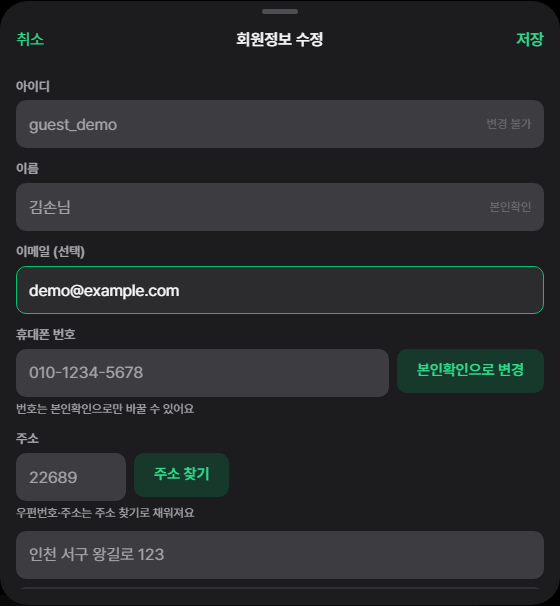 취소 회원정보 수정 저장
아이디
guest_demo 변경 불가
이름
김손님 본인확인
이메일 (선택)
demo@example.com
휴대폰 번호
010-1234-5678 본인확인으로 변경
번호는 본인확인으로만 바꿀 수 있어요
주소
22689 주소 찾기
우편번호·주소는 주소 찾기로 채워져요
인천 서구 왕길로 123